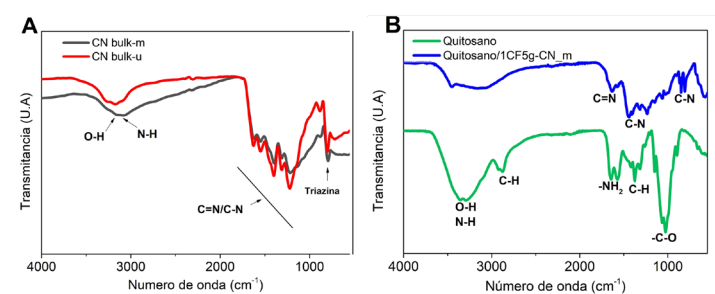 A
CN bulk-m
CN bulk-u
O-H
N-H
C=N/C-N
Triazina
Transmitancia (U.A)
4000
3000
2000
1000
Numero de onda (cm-1)
B
Quitosano
Quitosano/1CF5g-CN_m
C=N
C-N
C-N
O-H
N-H
C-H
-NH2
C-H
-C-O
Transmitancia (U.A)
4000
3000
2000
1000
Número de onda (cm-1)